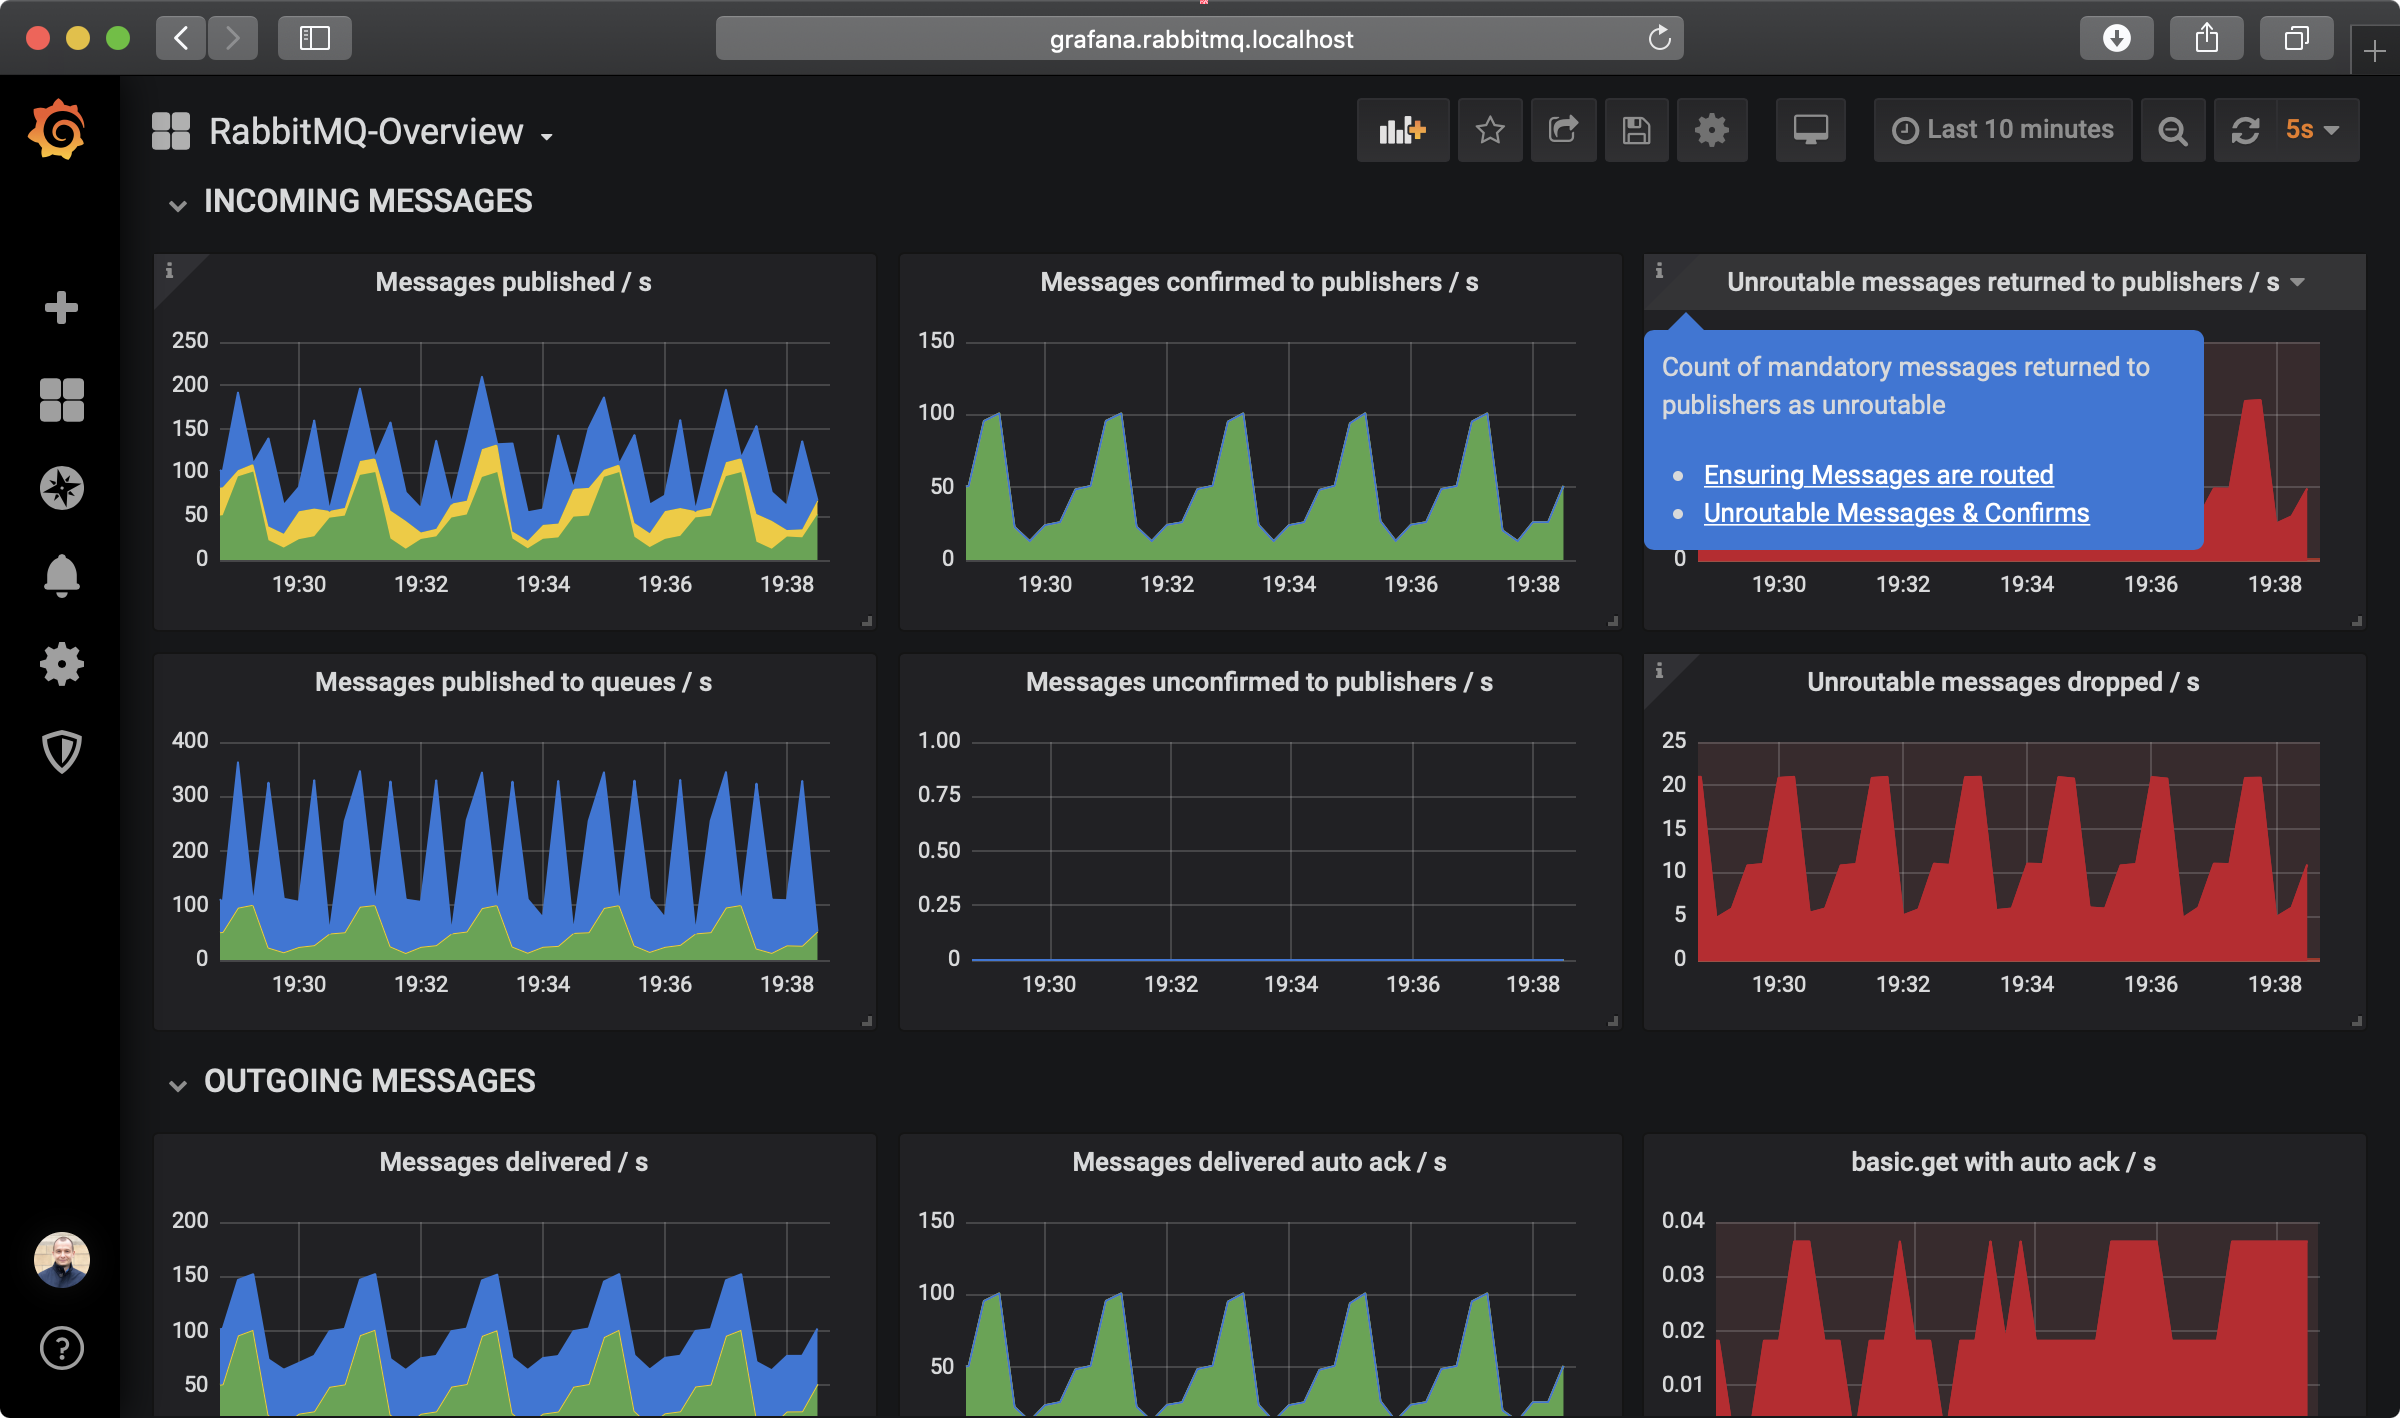 grafana.rabbitmq.localhost
RabbitMQ-Overview
Last 10 minutes
5s
INCOMING MESSAGES
Messages published / s
250
200
150
100
50
0
19:30 19:32 19:34 19:36 19:38
Messages confirmed to publishers / s
150
100
50
0
19:30 19:32 19:34 19:36 19:38
Unroutable messages returned to publishers / s
Count of mandatory messages returned to
publishers as unroutable
• Ensuring Messages are routed
• Unroutable Messages & Confirms
0
19:30 19:32 19:34 19:36 19:38
Messages published to queues / s
400
300
200
100
0
19:30 19:32 19:34 19:36 19:38
Messages unconfirmed to publishers / s
1.00
0.75
0.50
0.25
0
19:30 19:32 19:34 19:36 19:38
Unroutable messages dropped / s
25
20
15
10
5
0
19:30 19:32 19:34 19:36 19:38
OUTGOING MESSAGES
Messages delivered / s
200
150
100
50
Messages delivered auto ack / s
150
100
50
basic.get with auto ack / s
0.04
0.03
0.02
0.01